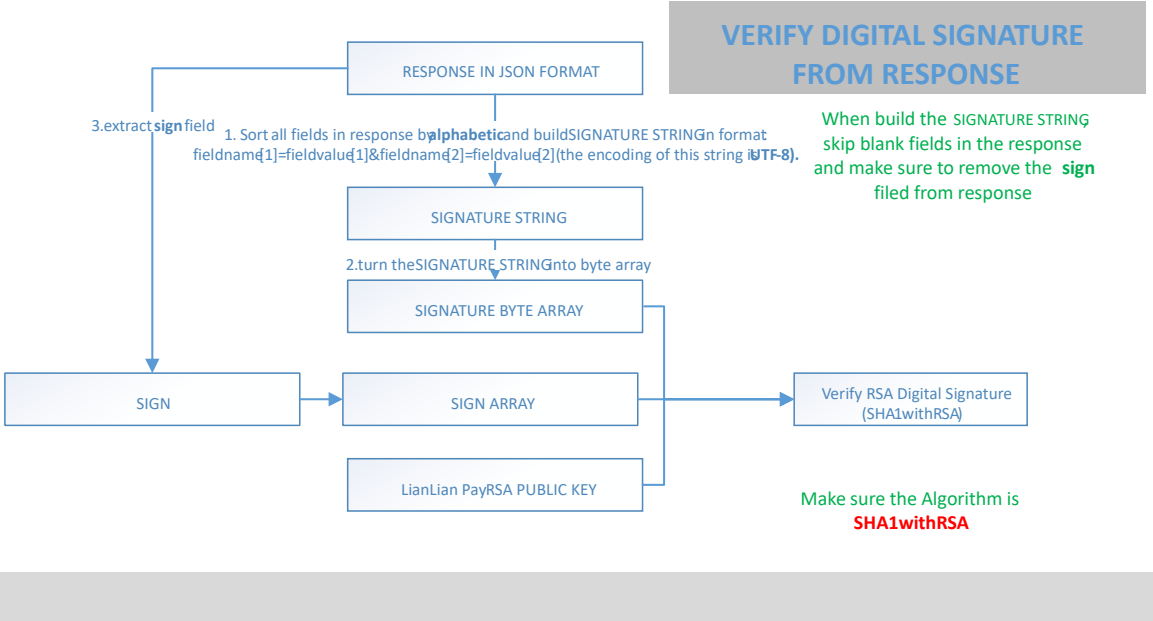 VERIFY DIGITAL SIGNATURE
FROM RESPONSE
RESPONSE IN JSON FORMAT
3.extract sign field
1. Sort all fields in response by alphabetic and build SIGNATURE STRING in format
fieldname[1]=fieldvalue[1]&fieldname[2]=fieldvalue[2](the encoding of this string is UTF-8).
When build the SIGNATURE STRING,
skip blank fields in the response
and make sure to remove the sign
filed from response
SIGNATURE STRING
2.turn the SIGNATURE STRING into byte array
SIGNATURE BYTE ARRAY
SIGN
SIGN ARRAY
Verify RSA Digital Signature
(SHA1withRSA)
LianLian PayRSA PUBLIC KEY
Make sure the Algorithm is
SHA1withRSA